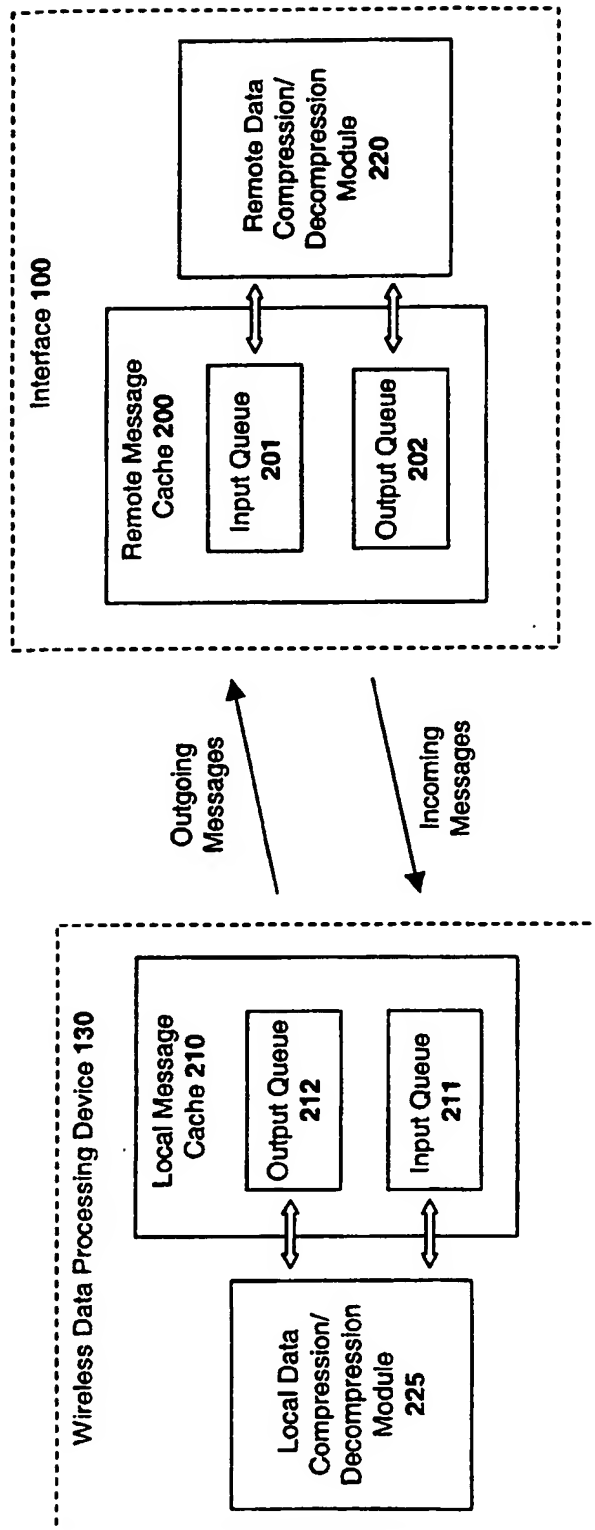 Wireless Data Processing Device 130
Local Data
Compression/
Decompression
Module
225
Local Message
Cache 210
Output Queue
212
Input Queue
211
Outgoing
Messages
Incoming
Messages
Interface 100
Remote Message
Cache 200
Input Queue
201
Output Queue
202
Remote Data
Compression/
Decompression
Module
220